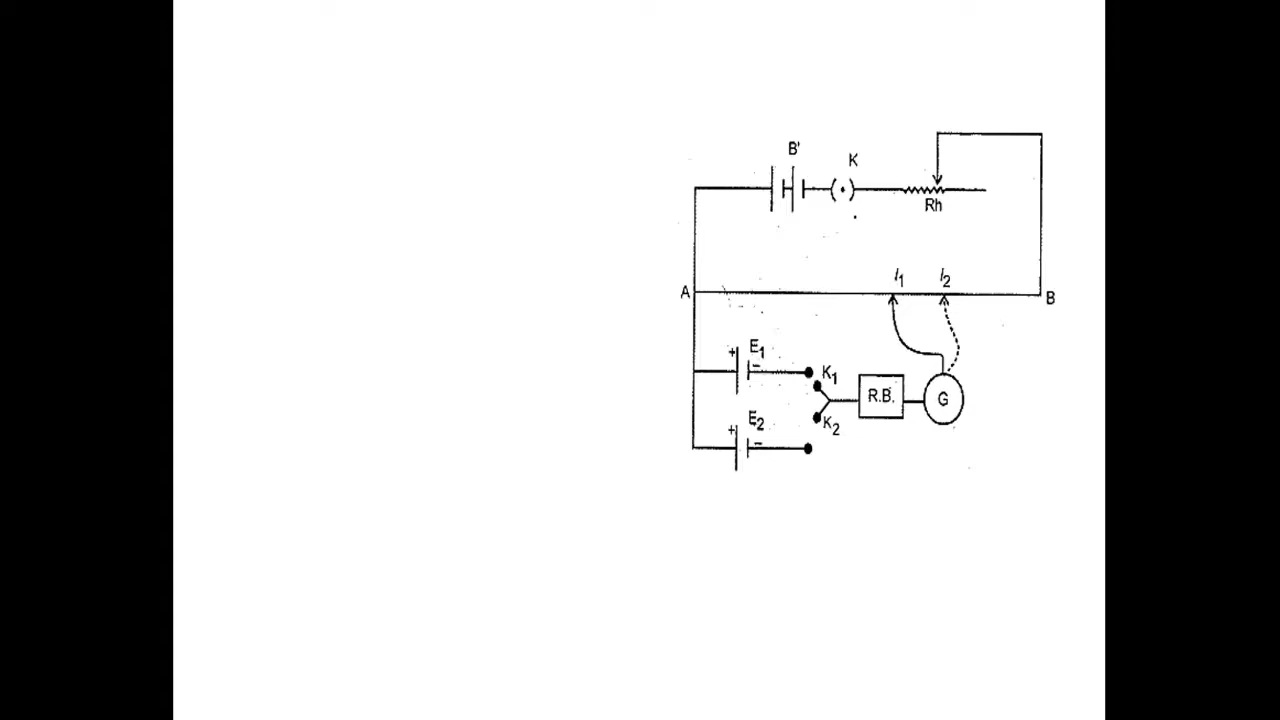 B'
K
Rh
l1 l2
A B
+ E1 -
K1
R.B. G
+ E2 -
K2